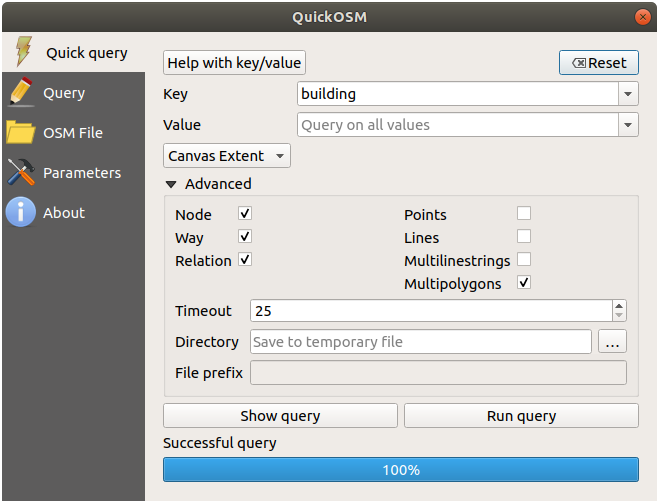 QuickOSM
Quick query
Query
OSM File
Parameters
About
Help with key/value
Reset
Key
building
Value
Query on all values
Canvas Extent
Advanced
Node
Points
Way
Lines
Relation
Multilinestrings
Multipolygons
Timeout
25
Directory
Save to temporary file
...
File prefix
Show query
Run query
Successful query
100%